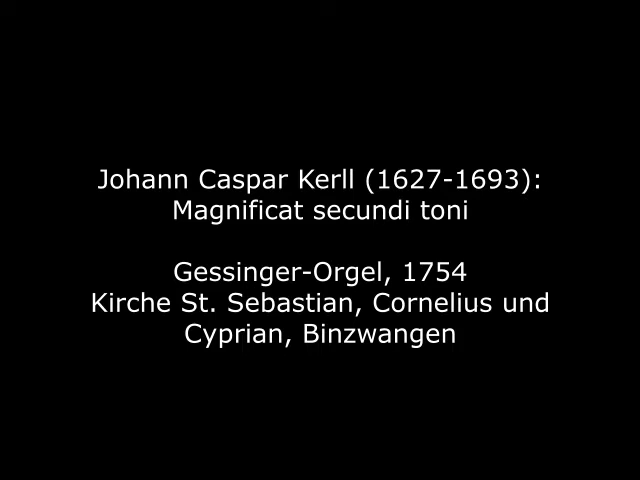 Johann Caspar Kerll (1627-1693):
Magnificat secundi toni
Gessinger-Orgel, 1754
Kirche St. Sebastian, Cornelius und
Cyprian, Binzwangen